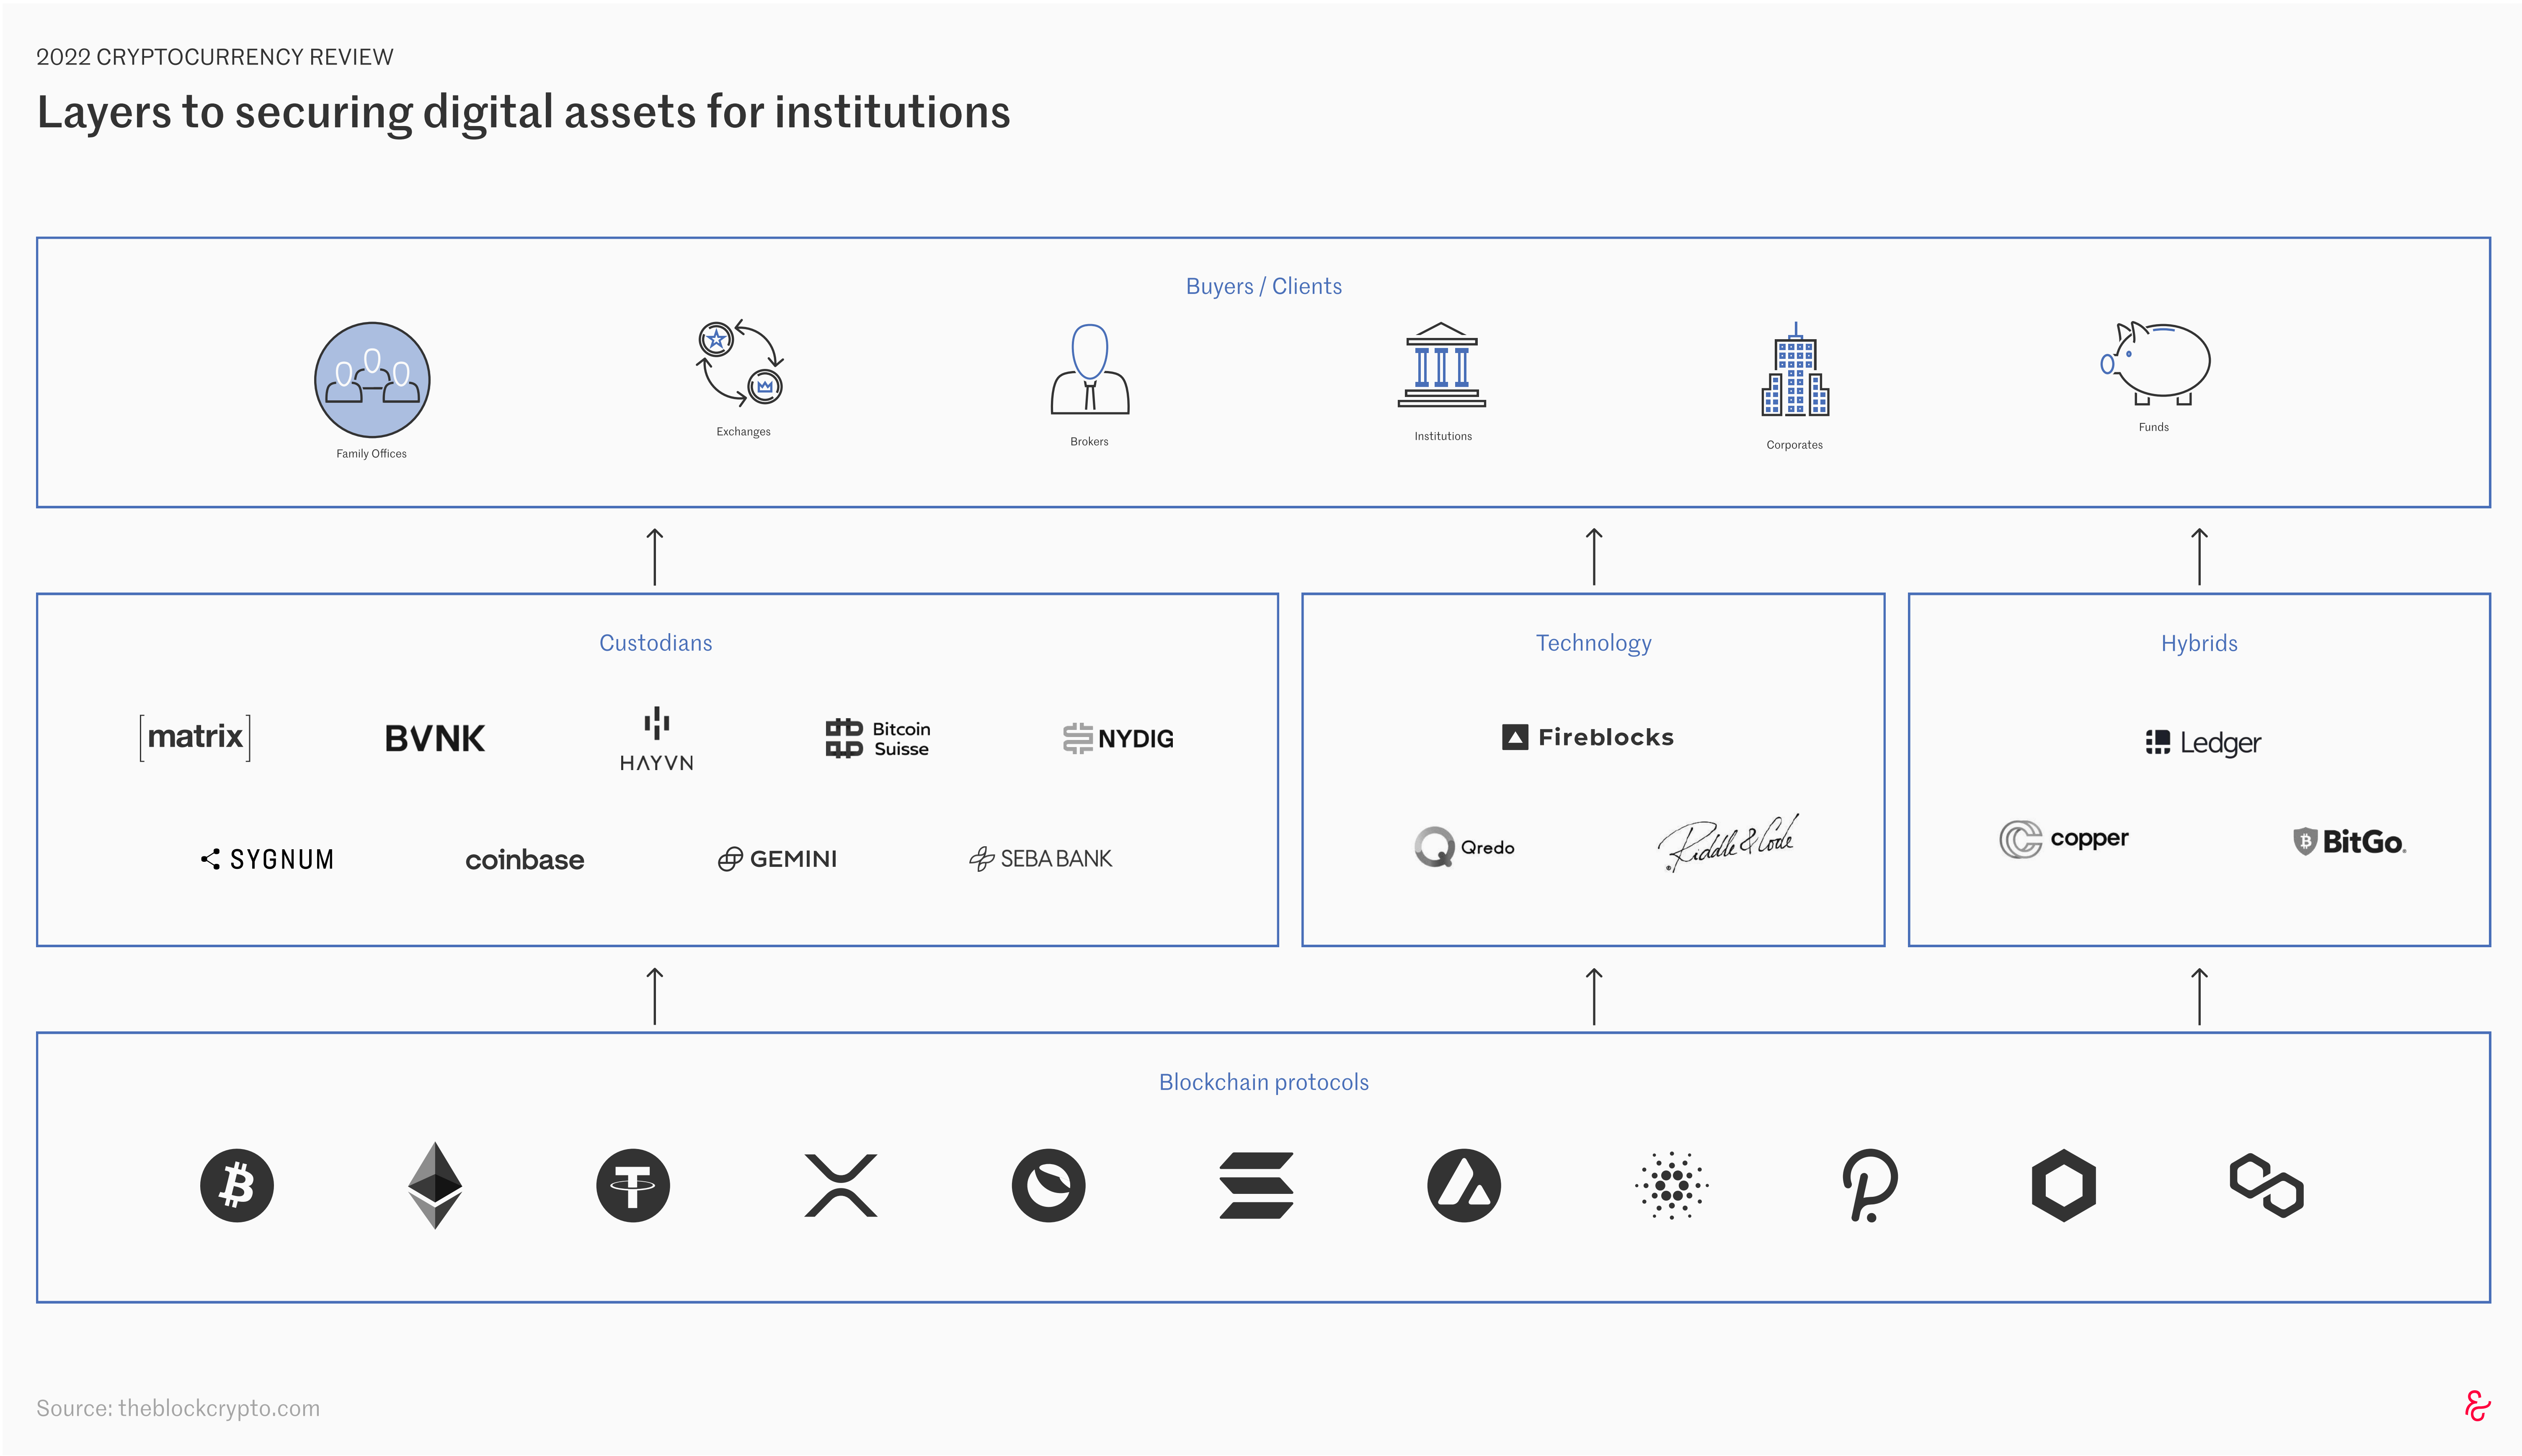 2022 CRYPTOCURRENCY REVIEW
Layers to securing digital assets for institutions
Buyers / Clients
Family Offices
Exchanges
Brokers
Institutions
Corporates
Funds
Custodians
[matrix]
BVNK
HAYVN
Bitcoin
Suisse
NYDIG
SYGNUM
coinbase
GEMINI
SEBA BANK
Technology
Fireblocks
Qredo
Riddle & Code
Hybrids
Ledger
copper
BitGo.
Blockchain protocols
Source: theblockcrypto.com